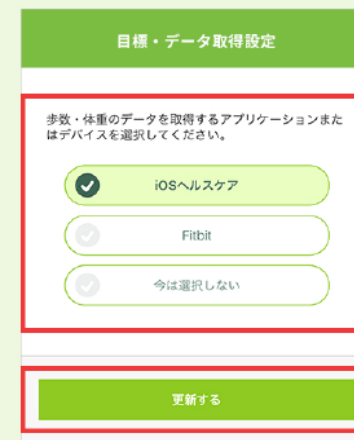 目標・データ取得設定
歩数・体重のデータを取得するアプリケーションまた
はデバイスを選択してください。
iOSヘルスケア
Fitbit
今は選択しない
更新する